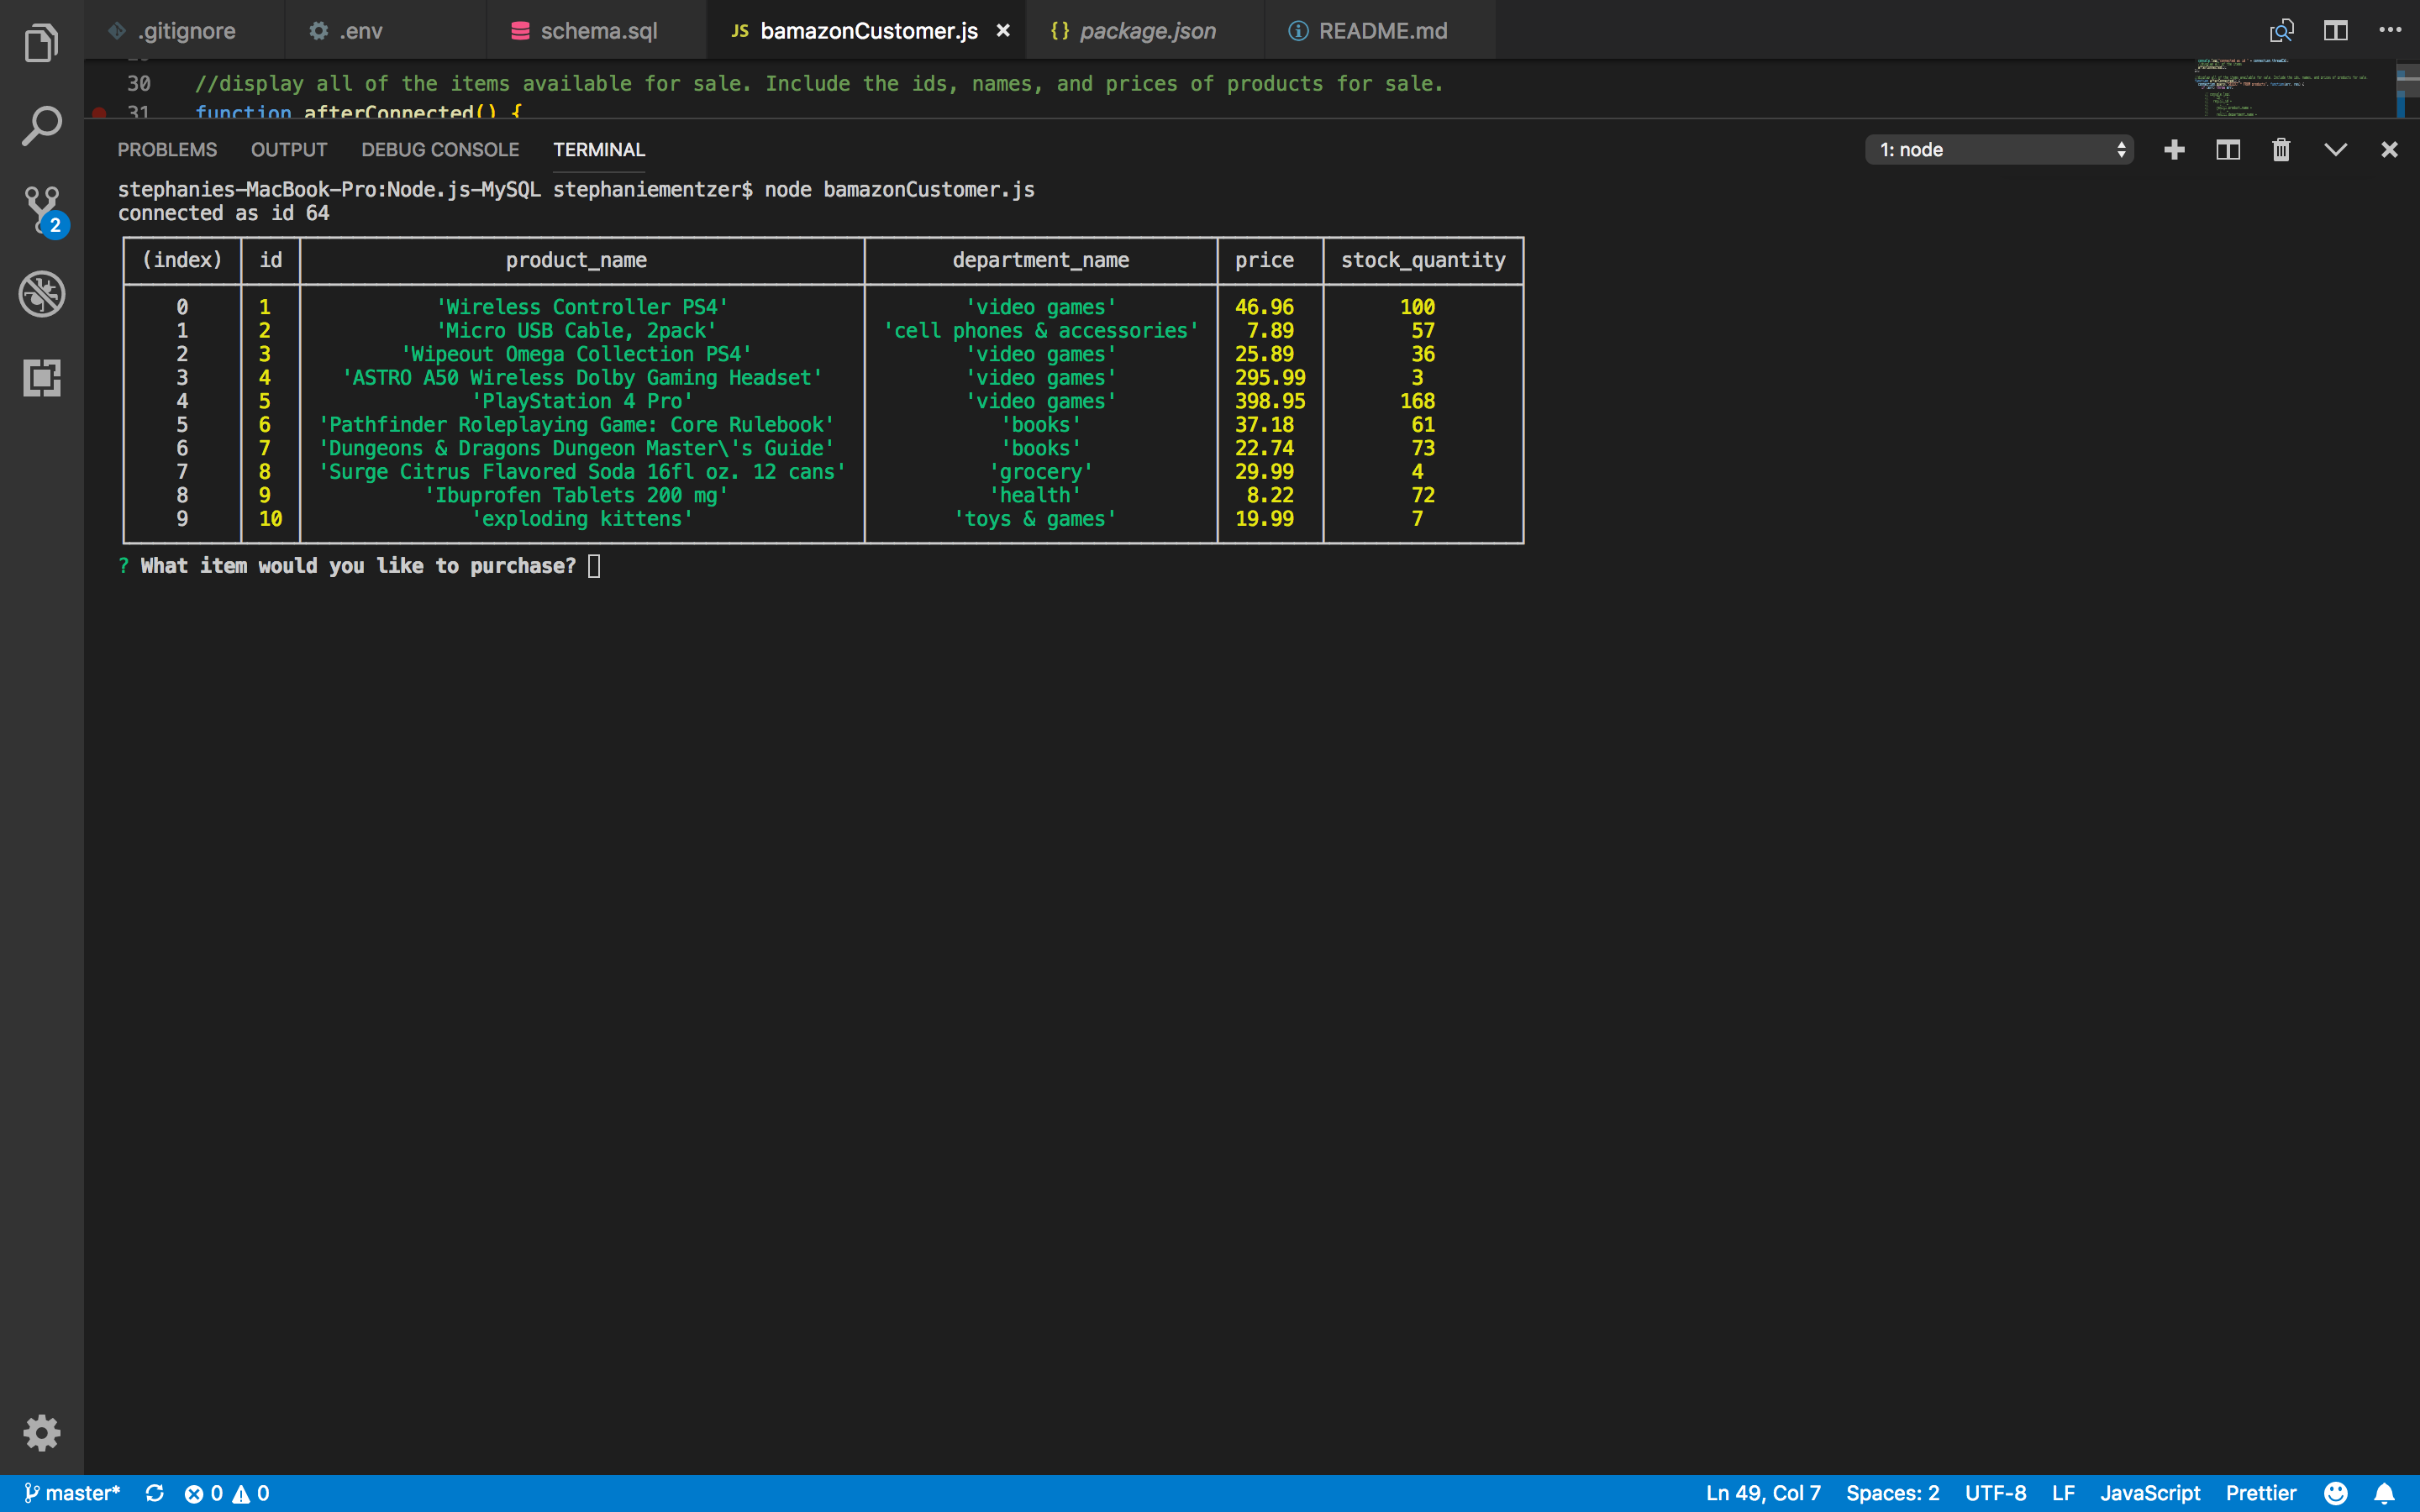 .gitignore .env schema.sql JS bamazonCustomer.js × {} package.json README.md
30 //display all of the items available for sale. Include the ids, names, and prices of products for sale.
31 function afterConnected() {
PROBLEMS OUTPUT DEBUG CONSOLE TERMINAL 1: node
stephanies-MacBook-Pro:Node.js-MySQL stephaniementzer$ node bamazonCustomer.js
connected as id 64
(index) id product_name department_name price stock_quantity
0 1 'Wireless Controller PS4' 'video games' 46.96 100
1 2 'Micro USB Cable, 2pack' 'cell phones & accessories' 7.89 57
2 3 'Wipeout Omega Collection PS4' 'video games' 25.89 36
3 4 'ASTRO A50 Wireless Dolby Gaming Headset' 'video games' 295.99 3
4 5 'PlayStation 4 Pro' 'video games' 398.95 168
5 6 'Pathfinder Roleplaying Game: Core Rulebook' 'books' 37.18 61
6 7 'Dungeons & Dragons Dungeon Master\'s Guide' 'books' 22.74 73
7 8 'Surge Citrus Flavored Soda 16fl oz. 12 cans' 'grocery' 29.99 4
8 9 'Ibuprofen Tablets 200 mg' 'health' 8.22 72
9 10 'exploding kittens' 'toys & games' 19.99 7
? What item would you like to purchase?
2
master* 0 0 Ln 49, Col 7 Spaces: 2 UTF-8 LF JavaScript Prettier